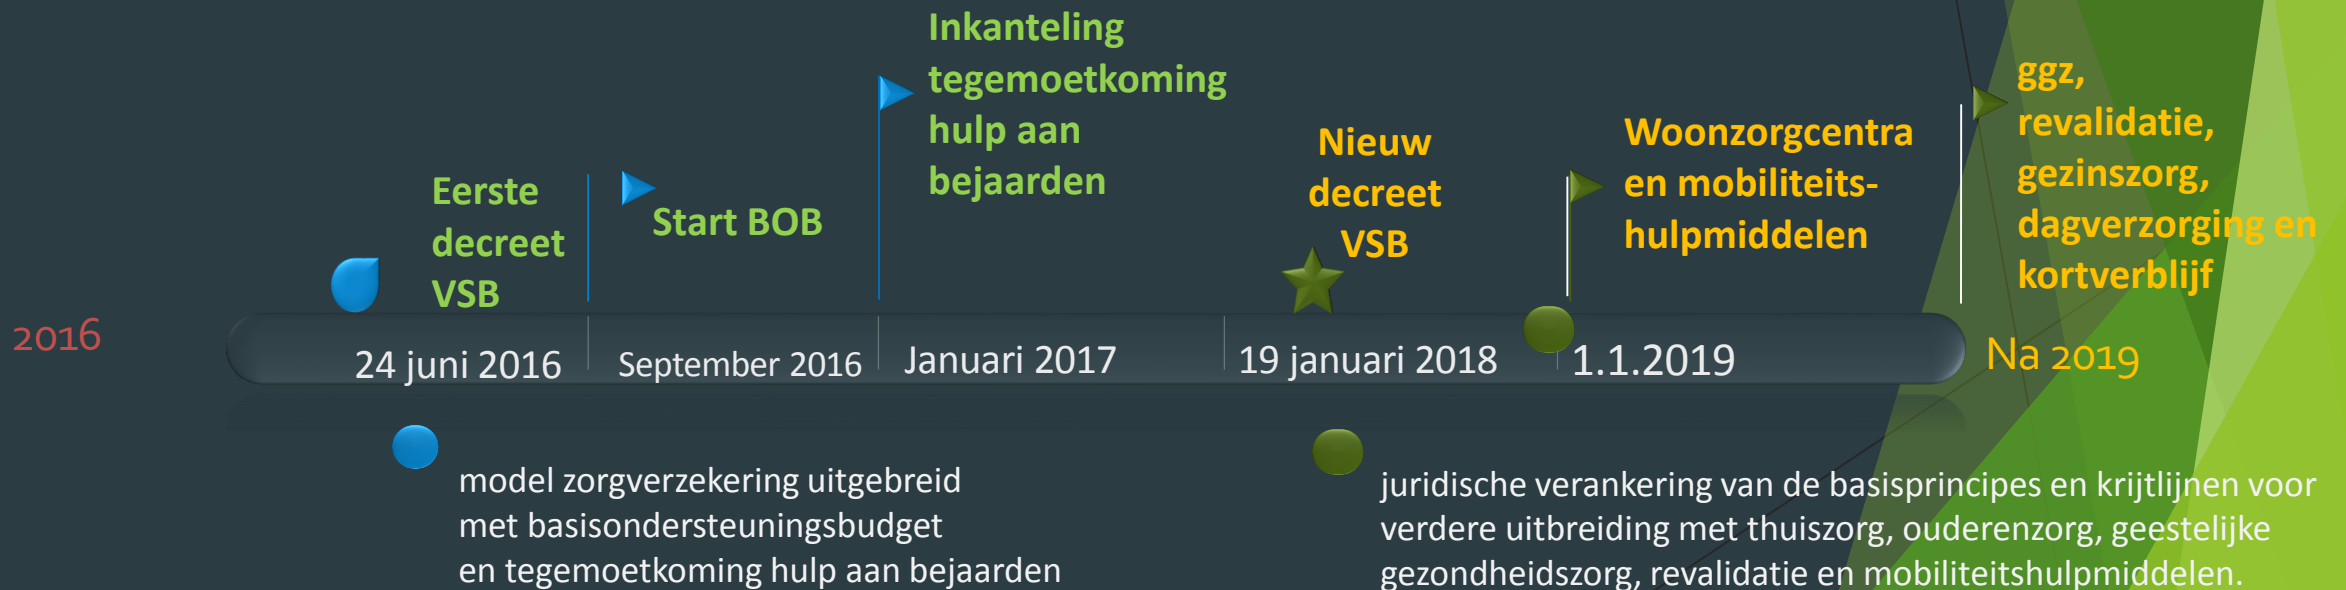 2016
Eerste
decreet
VSB
24 juni 2016
Start BOB
September 2016
Inkanteling
tegemoetkoming
hulp aan
bejaarden
Januari 2017
Nieuw
decreet
VSB
19 januari 2018
Woonzorgcentra
en mobiliteits-
hulpmiddelen
1.1.2019
ggz,
revalidatie,
gezinszorg,
dagverzorging en
kortverblijf
Na 2019
model zorgverzekering uitgebreid
met basisondersteuningsbudget
en tegemoetkoming hulp aan bejaarden
juridische verankering van de basisprincipes en krijtlijnen voor
verdere uitbreiding met thuiszorg, ouderenzorg, geestelijke
gezondheidszorg, revalidatie en mobiliteitshulpmiddelen.